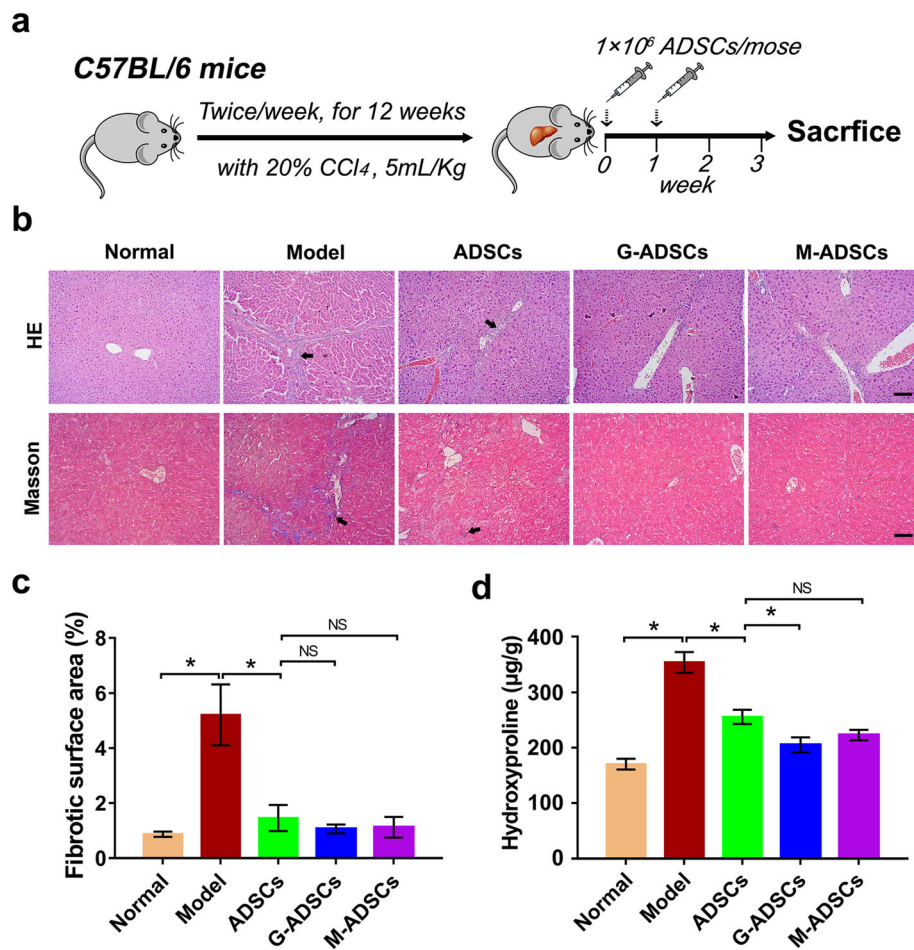 a
1×10⁶ ADSCs/mose
C57BL/6 mice
Twice/week, for 12 weeks
with 20% CCl₄, 5mL/Kg
0 1 2 3
week
Sacrfice
b
Normal Model ADSCs G-ADSCs M-ADSCs
HE
Masson
c
Fibrotic surface area (%)
8
6
4
2
0
* * NS NS
Normal Model ADSCs G-ADSCs M-ADSCs
d
Hydroxyproline (μg/g)
400
300
200
100
0
* * * NS
Normal Model ADSCs G-ADSCs M-ADSCs